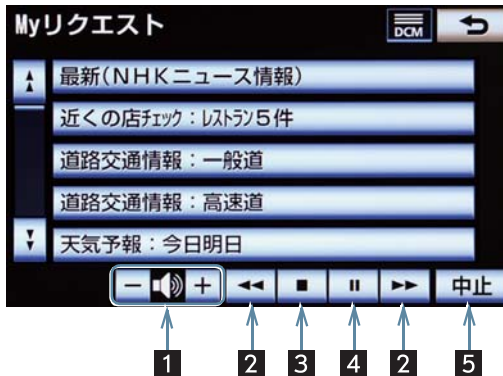 Myリクエスト DCM
最新(NHKニュース情報)
近くの店ﾁｪｯｸ:ﾚｽﾄﾗﾝ5件
道路交通情報:一般道
道路交通情報:高速道
天気予報:今日明日
− + 中止
1 2 3 4 2 5